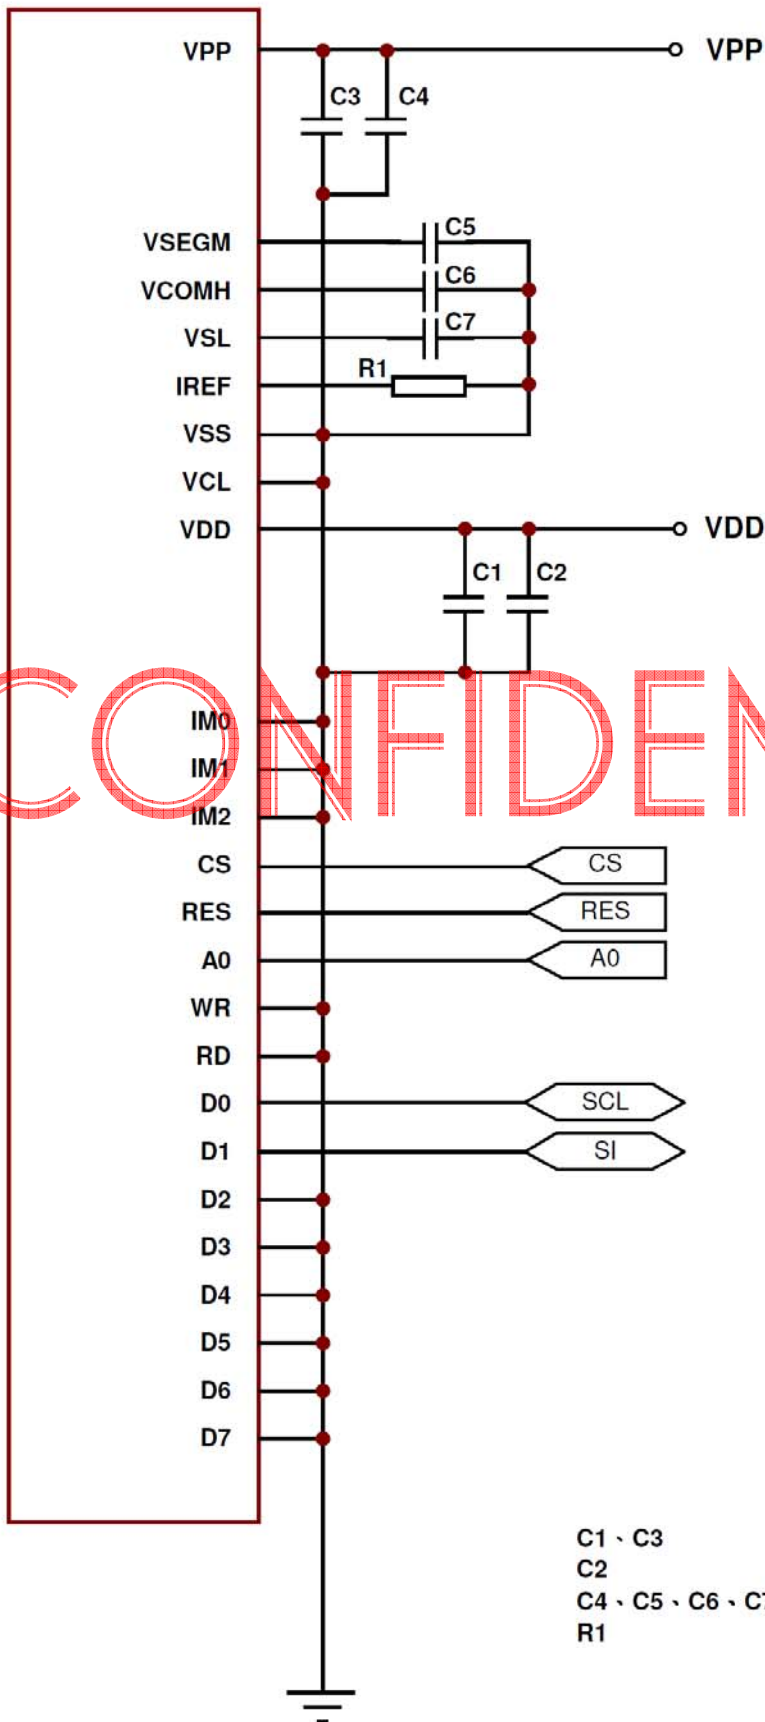 VPP
VPP
C3
C4
VSEGM
C5
VCOMH
C6
VSL
C7
IREF
R1
VSS
VCL
VDD
VDD
C1
C2
CONFIDEN
IM0
IM1
IM2
CS
CS
RES
RES
A0
A0
WR
RD
D0
SCL
D1
SI
D2
D3
D4
D5
D6
D7
C1、C3
C2
C4、C5、C6、C7
R1